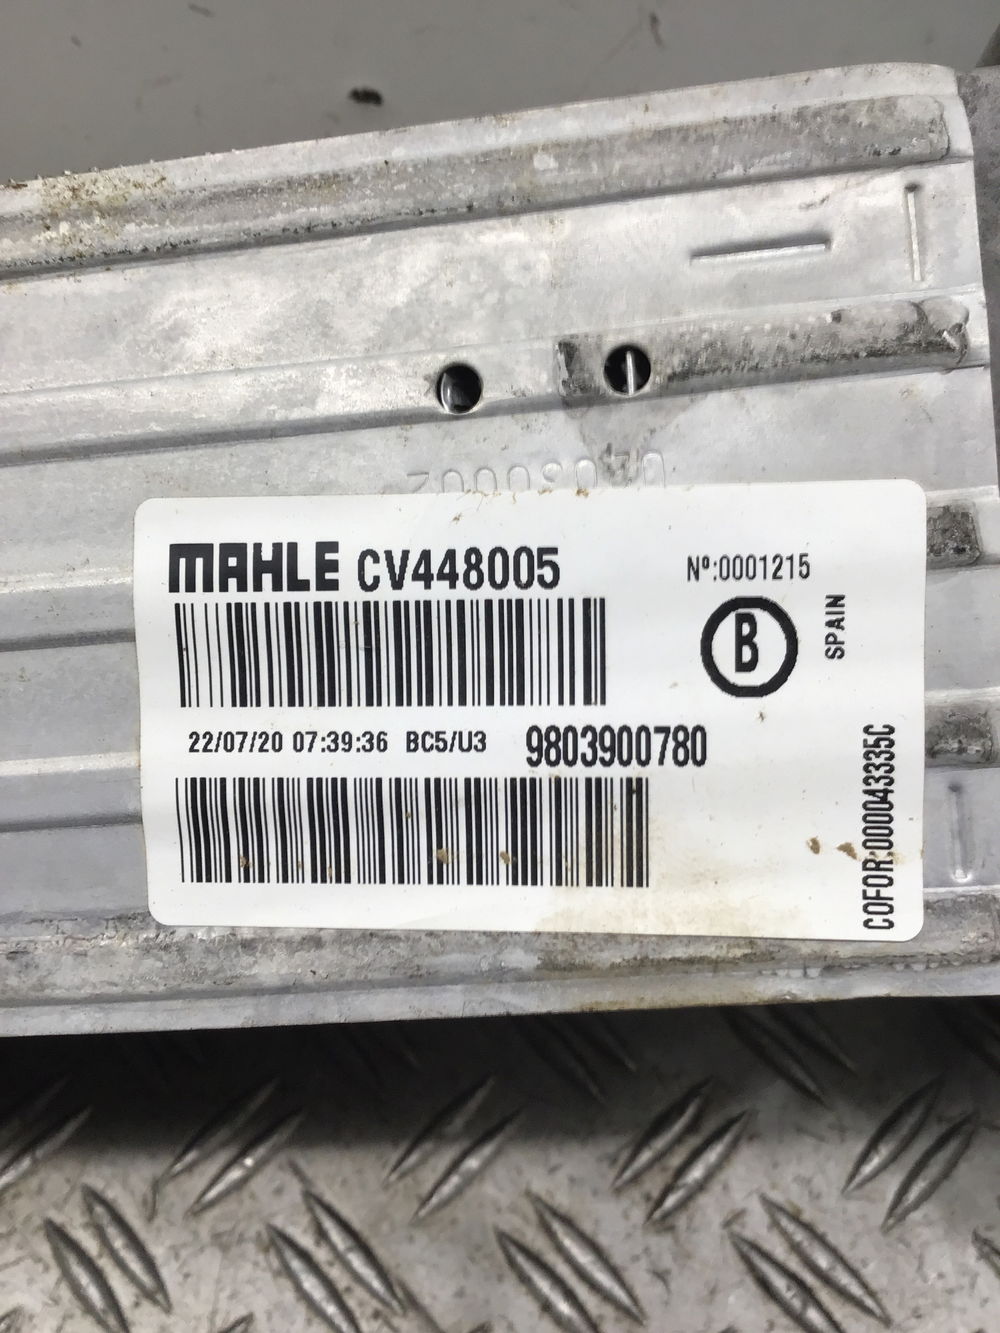 MAHLE CV448005
Nº:0001215
B
SPAIN
22/07/20 07:39:36 BC5/U3 9803900780
COFOR:000043335C